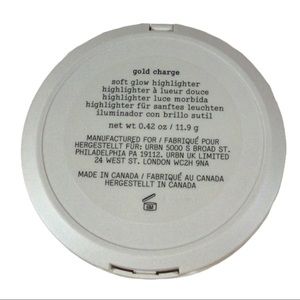 gold charge
soft glow highlighter
highlighter à lueur douce
highlighter luce morbida
highlighter für sanftes leuchten
iluminador con brillo sutil
net wt 0.42 oz / 11.9 g
MANUFACTURED FOR / FABRIQUÉ POUR
HERGESTELLT FÜR: URBN 5000 S BROAD ST.
PHILADELPHIA PA 19112. URBN UK LIMITED
24 WEST ST. LONDON WC2H 9NA
MADE IN CANADA / FABRIQUÉ AU CANADA
HERGESTELLT IN CANADA